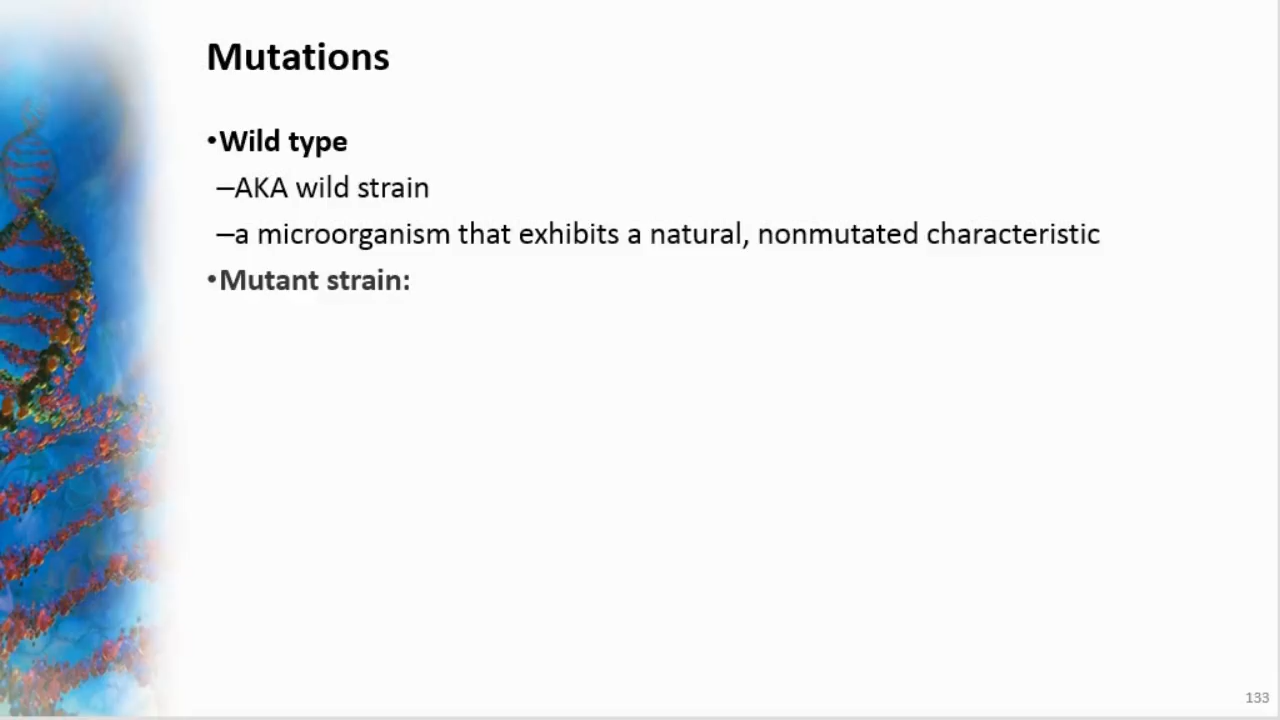 Mutations
•Wild type
–AKA wild strain
–a microorganism that exhibits a natural, nonmutated characteristic
•Mutant strain:
133